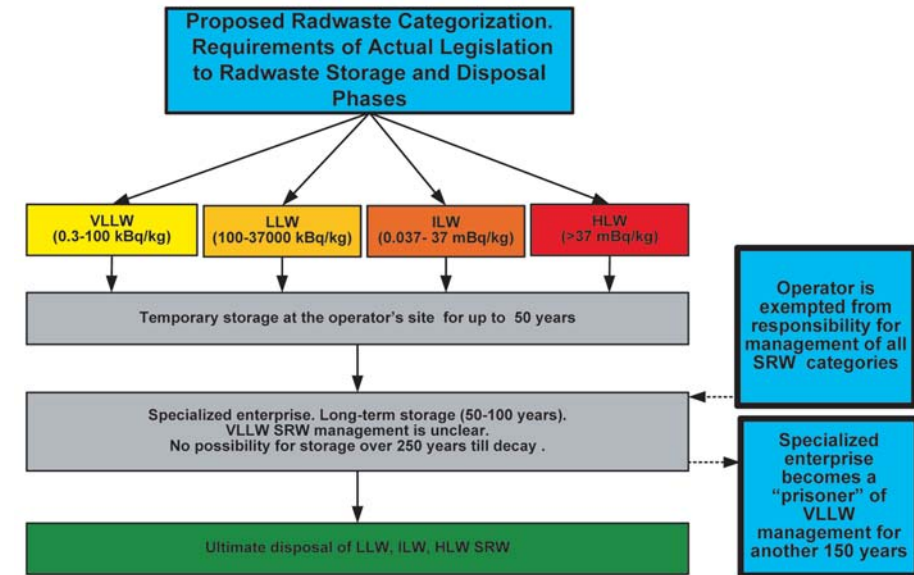 Proposed Radwaste Categorization.
Requirements of Actual Legislation
to Radwaste Storage and Disposal
Phases
VLLW
(0.3-100 kBq/kg)
LLW
(100-37000 kBq/kg)
ILW
(0.037- 37 mBq/kg)
HLW
(>37 mBq/kg)
Temporary storage at the operator's site for up to 50 years
Operator is
exempted from
responsibility for
management of all
SRW categories
Specialized enterprise. Long-term storage (50-100 years).
VLLW SRW management is unclear.
No possibility for storage over 250 years till decay .
Specialized
enterprise
becomes a
“prisoner” of
VLLW
management for
another 150 years
Ultimate disposal of LLW, ILW, HLW SRW